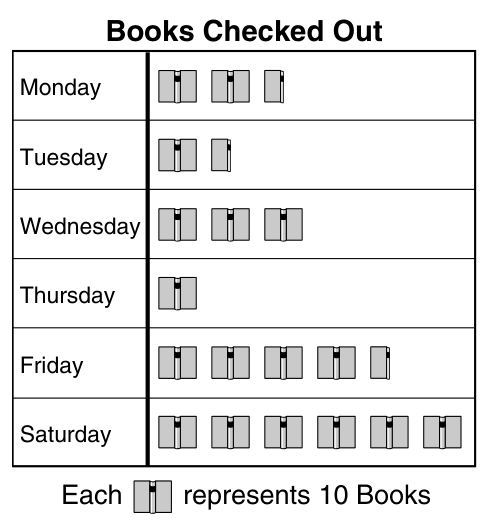 Books Checked Out
Monday
Tuesday
Wednesday
Thursday
Friday
Saturday
Each represents 10 Books